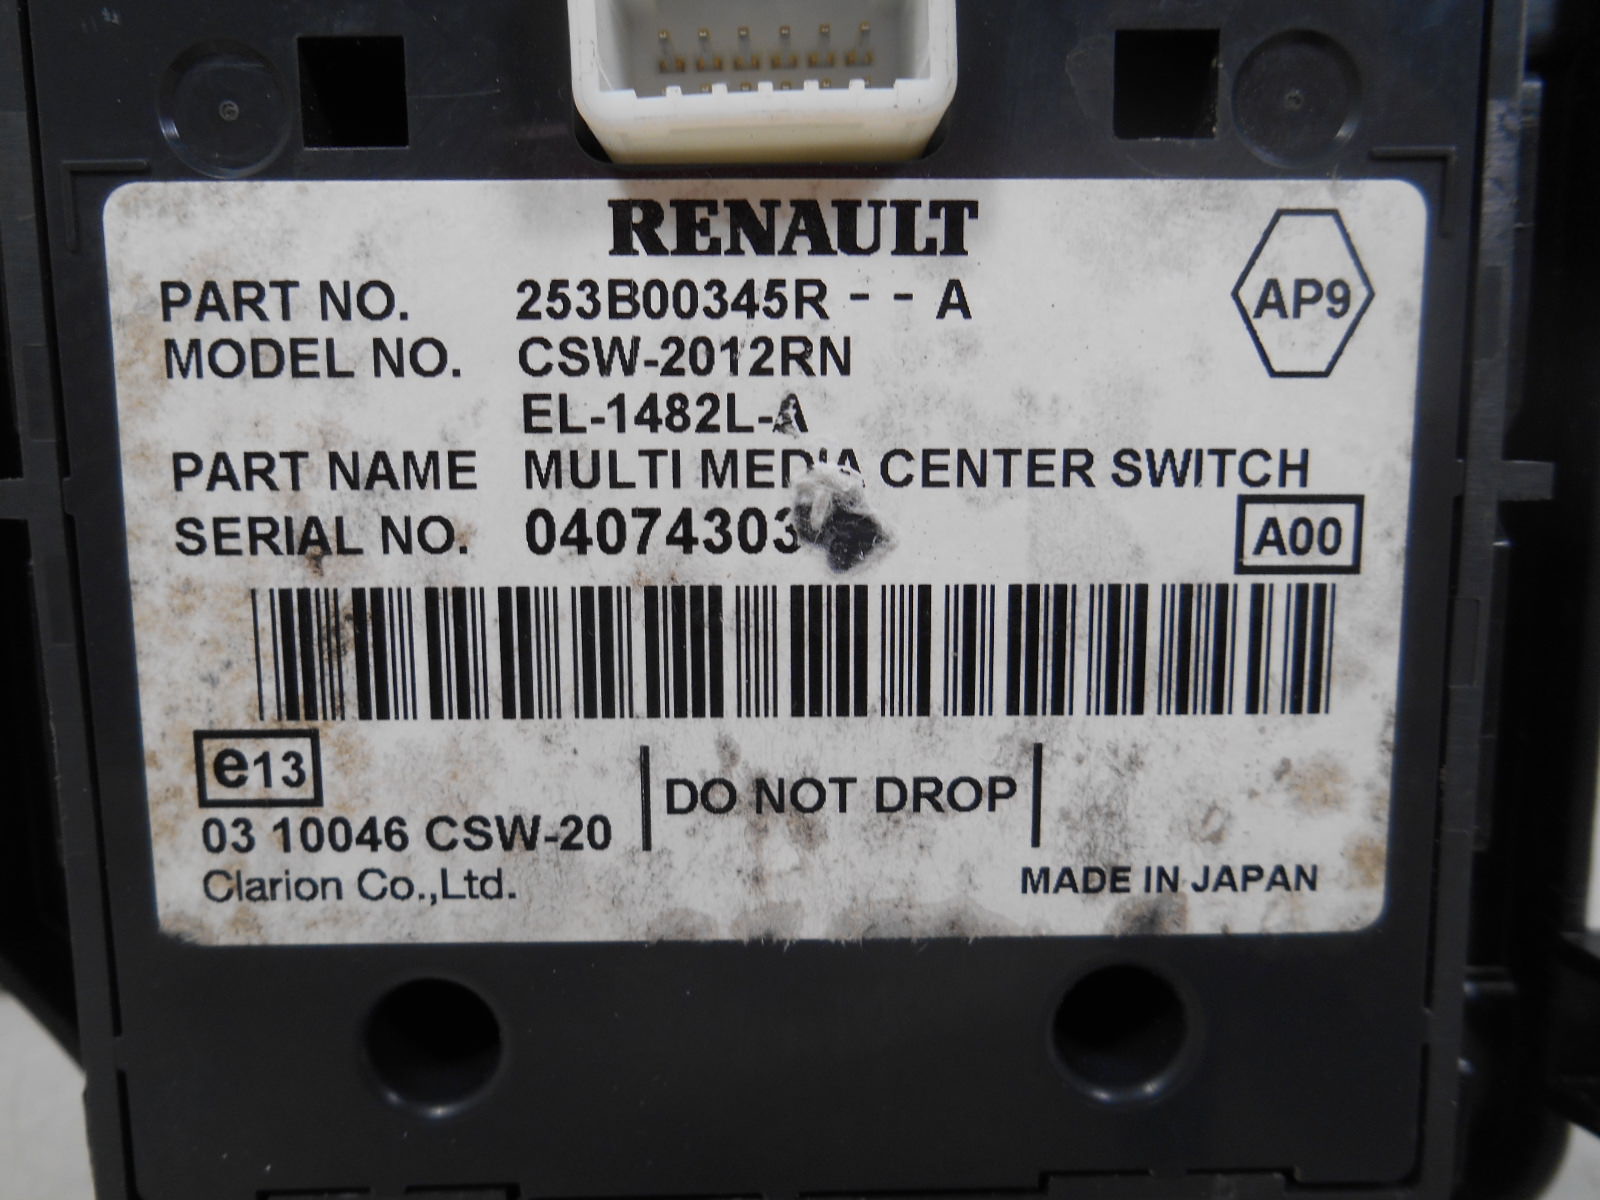 RENAULT
PART NO. 253B00345R - - A
AP9
MODEL NO. CSW-2012RN
EL-1482L-A
PART NAME MULTI MEDIA CENTER SWITCH
SERIAL NO. 04074303
A00
e13
DO NOT DROP
03 10046 CSW-20
Clarion Co.,Ltd.
MADE IN JAPAN